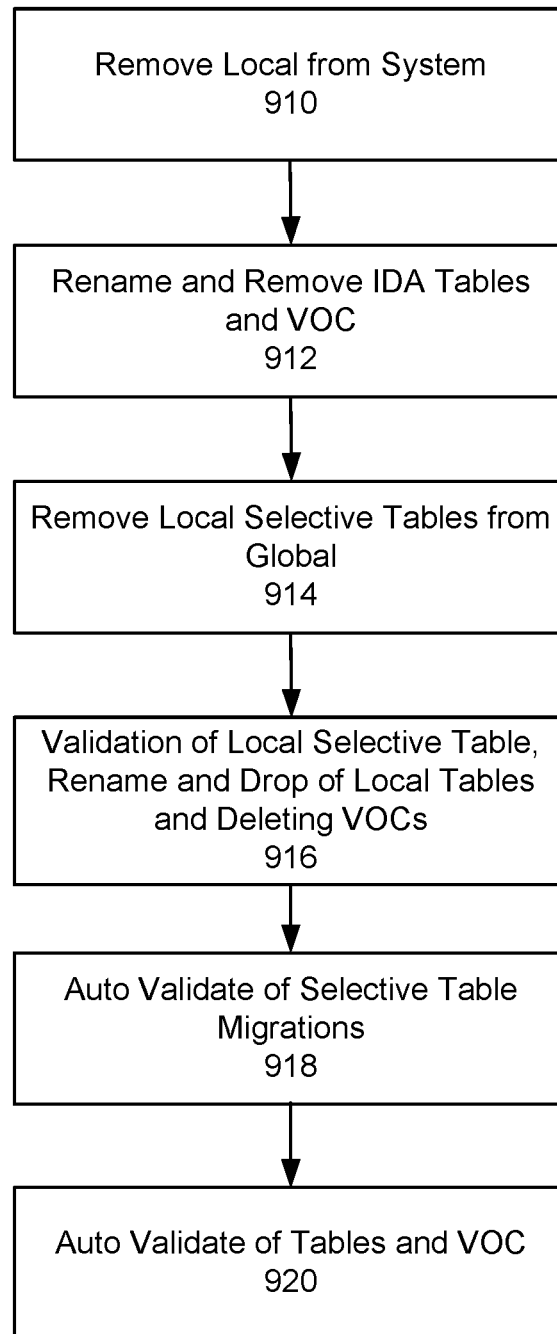 Remove Local from System
910
Rename and Remove IDA Tables
and VOC
912
Remove Local Selective Tables from
Global
914
Validation of Local Selective Table,
Rename and Drop of Local Tables
and Deleting VOCs
916
Auto Validate of Selective Table
Migrations
918
Auto Validate of Tables and VOC
920